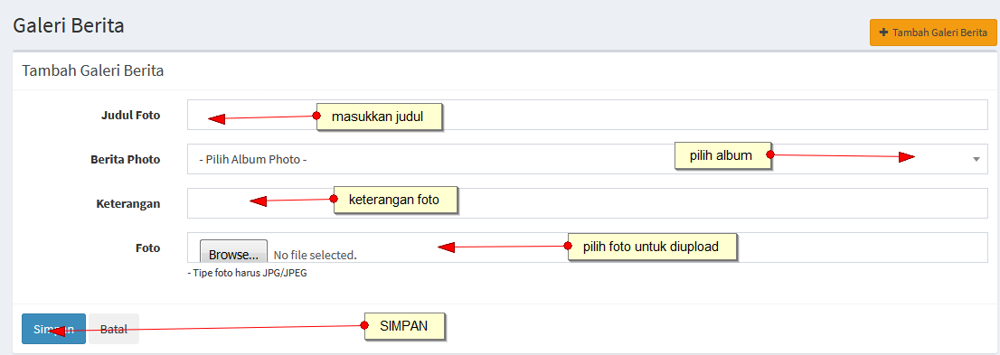 Galeri Berita
+ Tambah Galeri Berita
Tambah Galeri Berita
Judul Foto
masukkan judul
Berita Photo
- Pilih Album Photo -
pilih album
Keterangan
keterangan foto
Foto
Browse... No file selected.
pilih foto untuk diupload
- Tipe foto harus JPG/JPEG
Simpan
Batal
SIMPAN